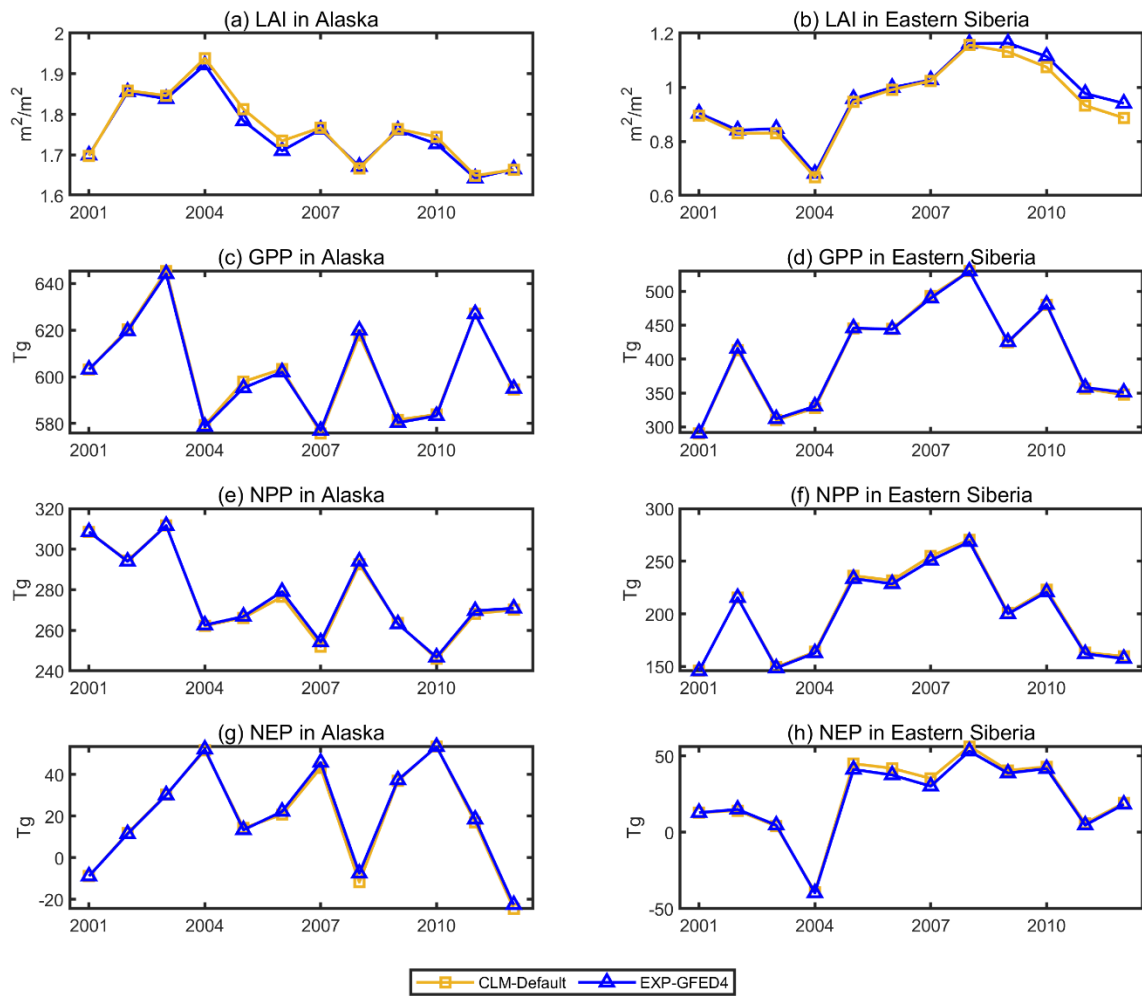 (a) LAI in Alaska
m²/m²
2
1.9
1.8
1.7
1.6
2001 2004 2007 2010
(b) LAI in Eastern Siberia
m²/m²
1.2
1
0.8
0.6
2001 2004 2007 2010
(c) GPP in Alaska
Tg
640
620
600
580
2001 2004 2007 2010
(d) GPP in Eastern Siberia
Tg
500
450
400
350
300
2001 2004 2007 2010
(e) NPP in Alaska
Tg
320
300
280
260
240
2001 2004 2007 2010
(f) NPP in Eastern Siberia
Tg
300
250
200
150
2001 2004 2007 2010
(g) NEP in Alaska
Tg
40
20
0
-20
2001 2004 2007 2010
(h) NEP in Eastern Siberia
Tg
50
0
-50
2001 2004 2007 2010
CLM-Default EXP-GFED4